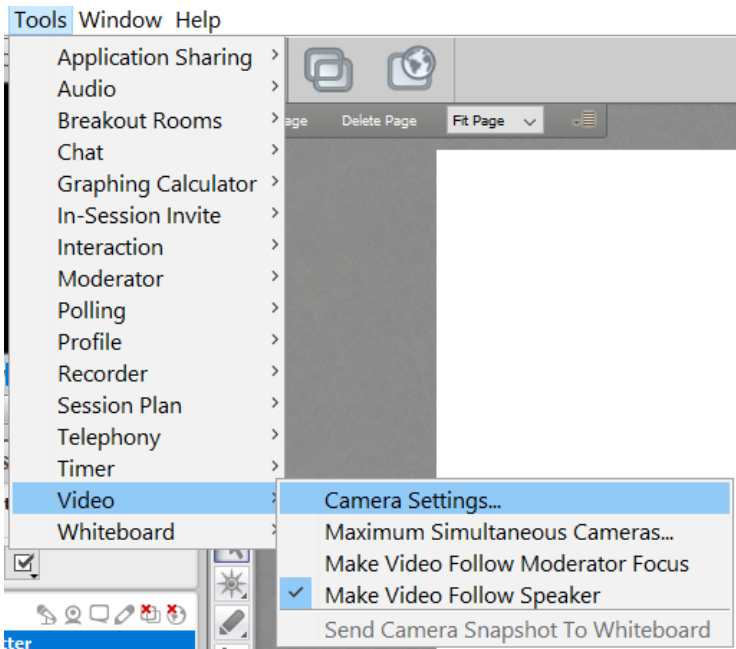 Tools Window Help
Application Sharing
Audio
Breakout Rooms
Chat
Graphing Calculator
In-Session Invite
Interaction
Moderator
Polling
Profile
Recorder
Session Plan
Telephony
Timer
Video
Whiteboard
age Delete Page Fit Page
Camera Settings...
Maximum Simultaneous Cameras...
Make Video Follow Moderator Focus
Make Video Follow Speaker
Send Camera Snapshot To Whiteboard
tter